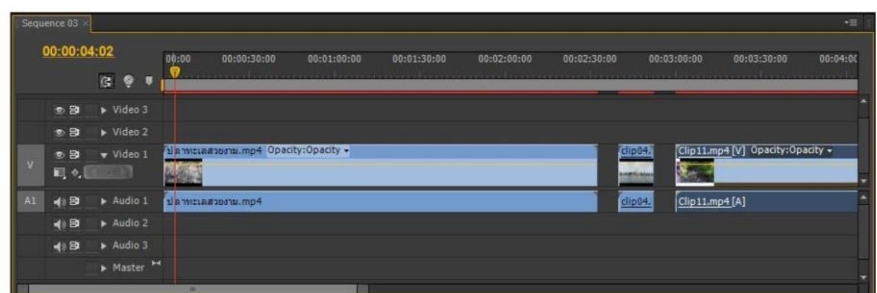 Sequence 03
00:00:04:02
00:00 00:00:30:00 00:01:00:00 00:01:30:00 00:02:00:00 00:02:30:00 00:03:00:00 00:03:30:00 00:04:00
Video 3
Video 2
V Video 1 ปลาทะเลสวยงาม.mp4 Opacity:Opacity clip04. Clip11.mp4 [V] Opacity:Opacity
A1 Audio 1 ปลาทะเลสวยงาม.mp4 clip04. Clip11.mp4 [A]
Audio 2
Audio 3
Master